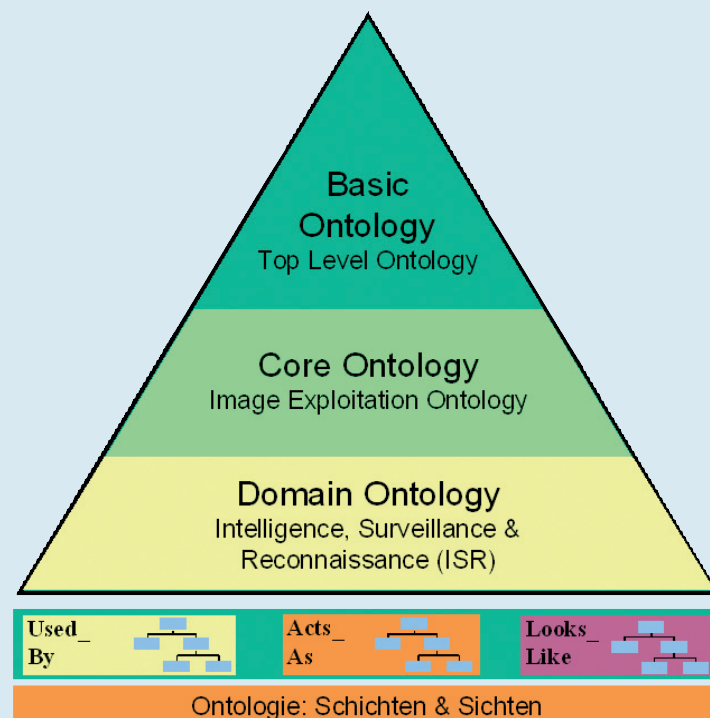 Basic
Ontology
Top Level Ontology
Core Ontology
Image Exploitation Ontology
Domain Ontology
Intelligence, Surveillance &
Reconnaissance (ISR)
Used_
By
Acts_
As
Looks_
Like
Ontologie: Schichten & Sichten